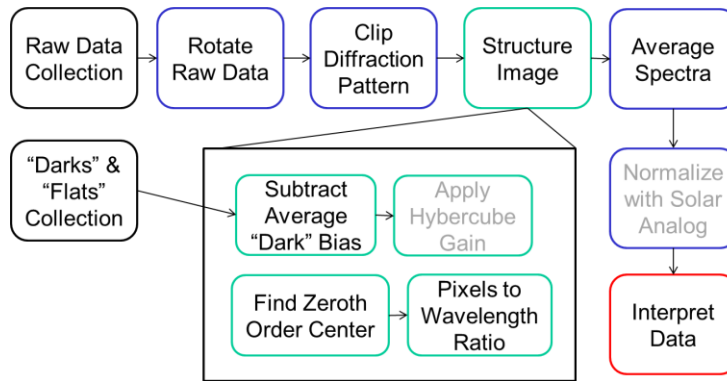 Raw Data
Collection
Rotate
Raw Data
Clip
Diffraction
Pattern
Structure
Image
Average
Spectra
“Darks” &
“Flats”
Collection
Subtract
Average
“Dark” Bias
Apply
Hybercube
Gain
Normalize
with Solar
Analog
Find Zeroth
Order Center
Pixels to
Wavelength
Ratio
Interpret
Data